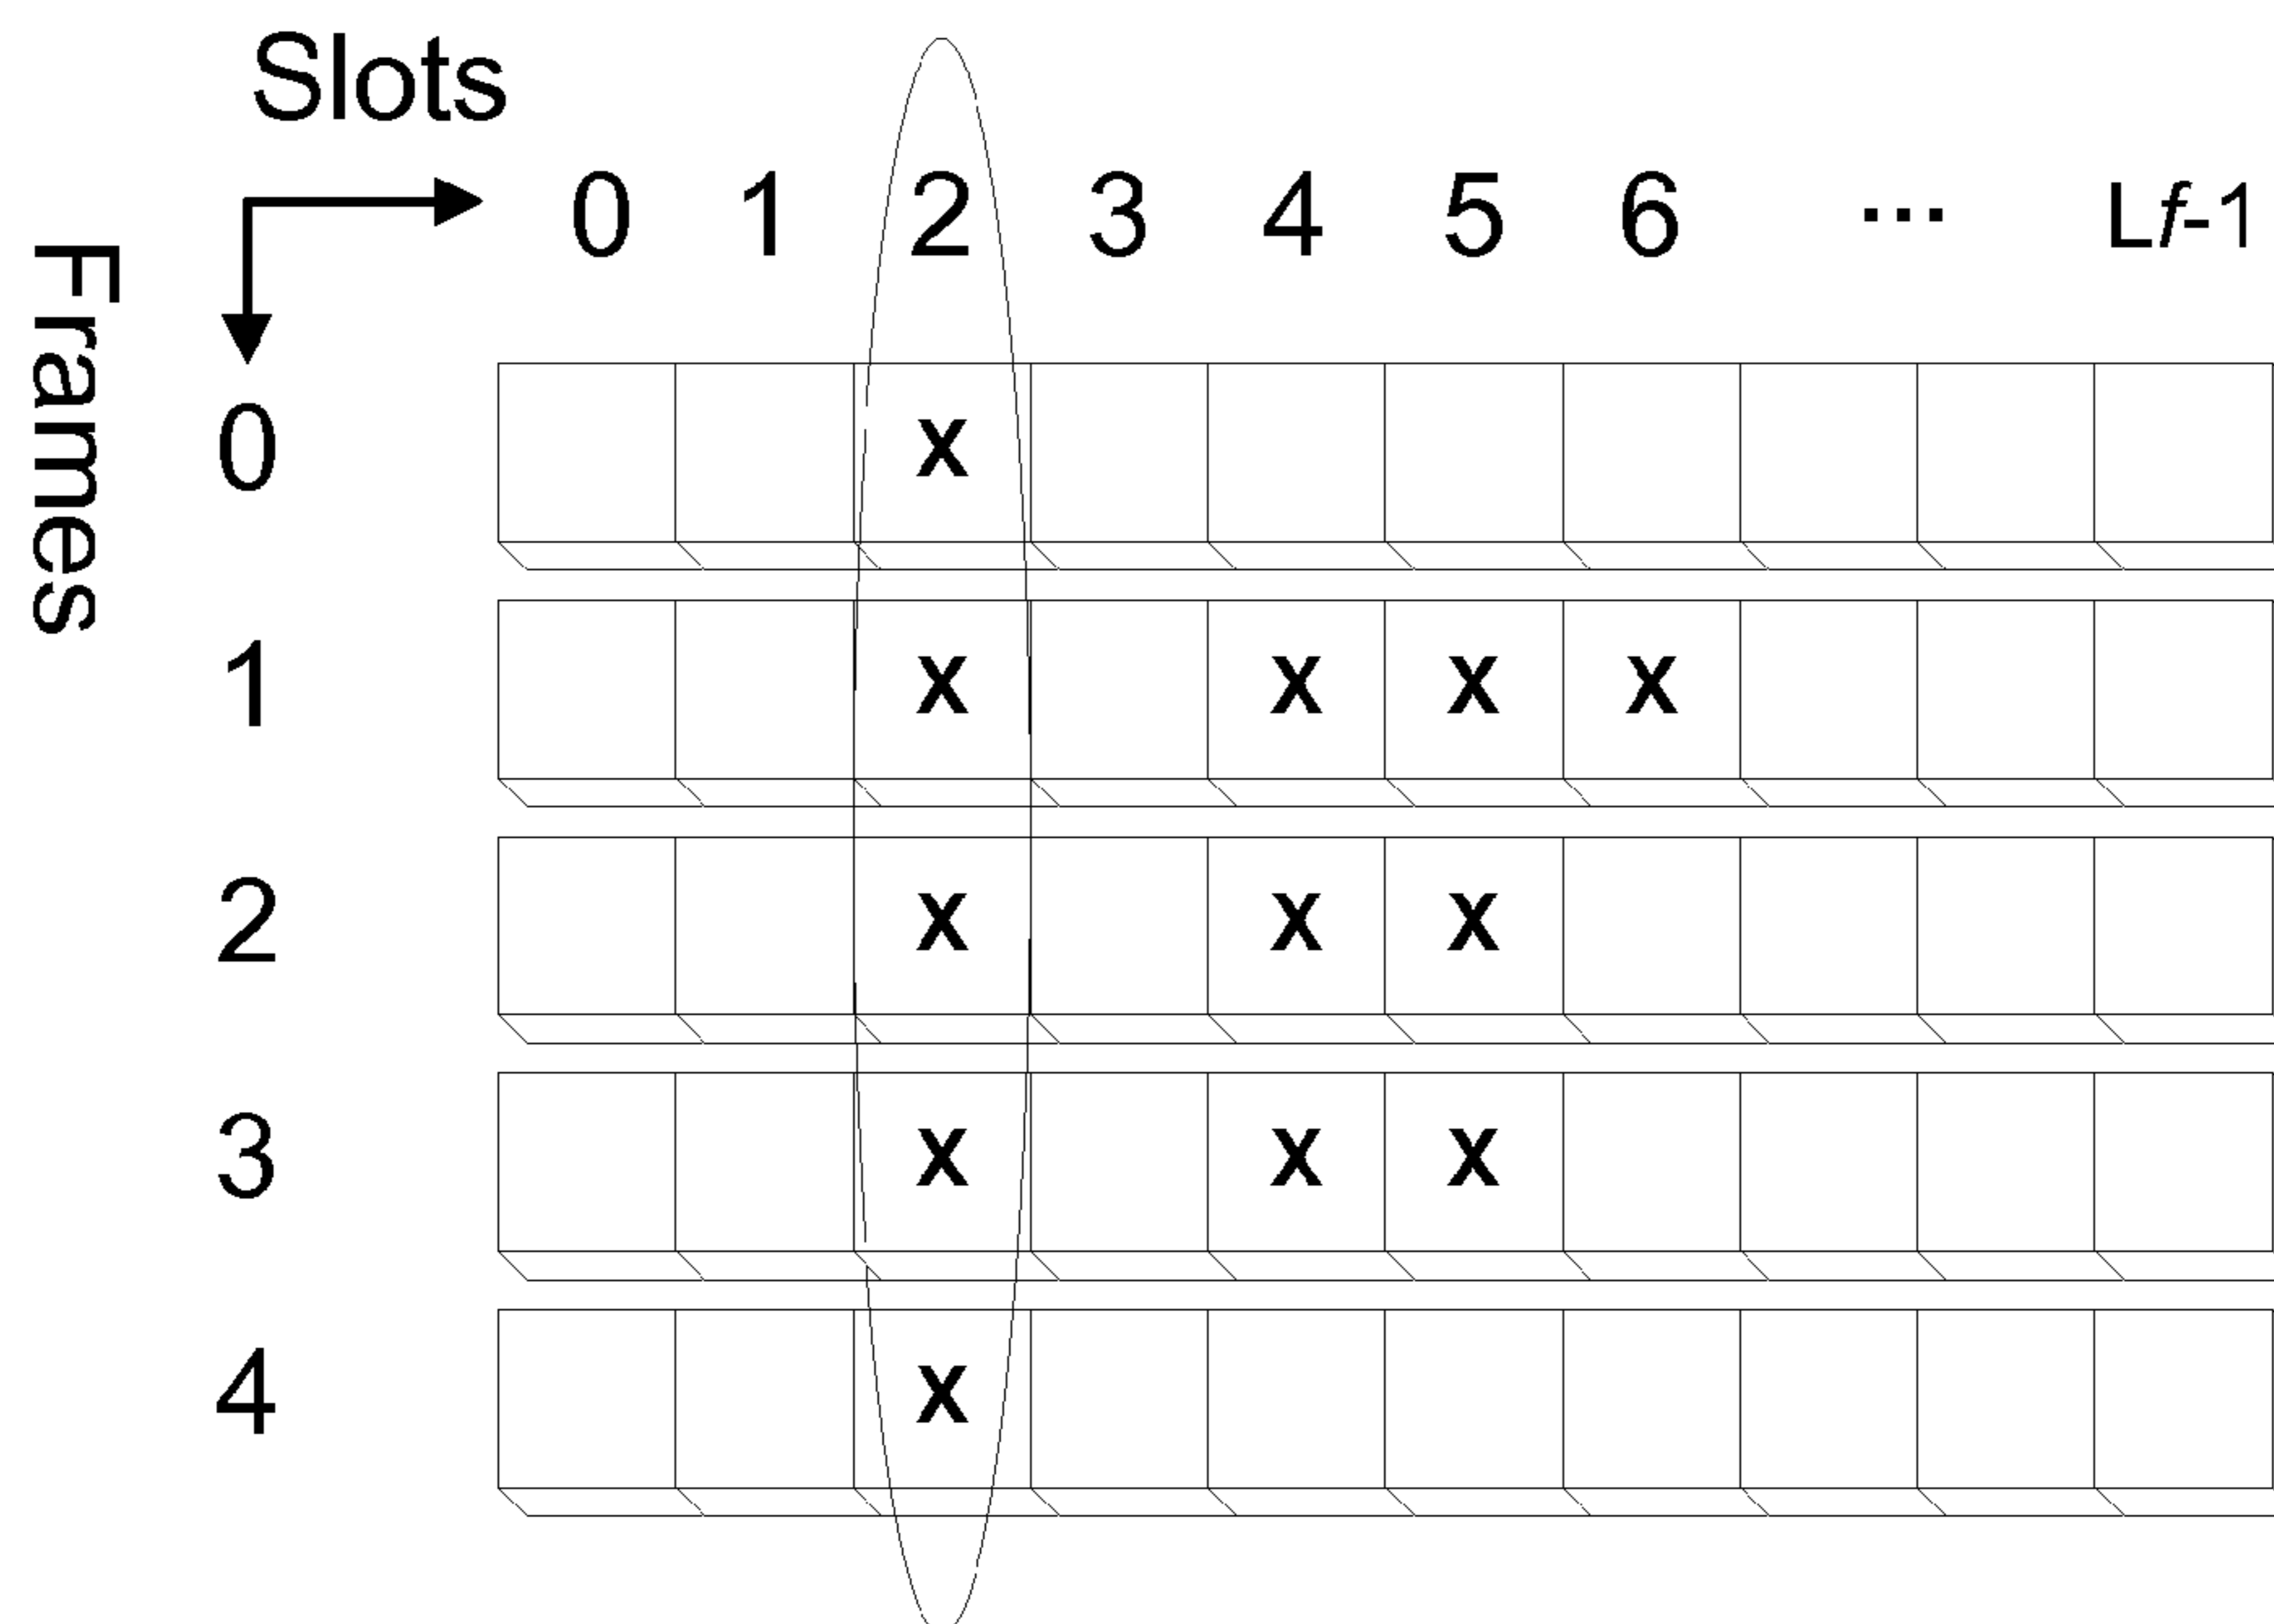 Slots
0 1 2 3 4 5 6 ... Lf-1
Frames
0 x
1 x x x x
2 x x x
3 x x x
4 x